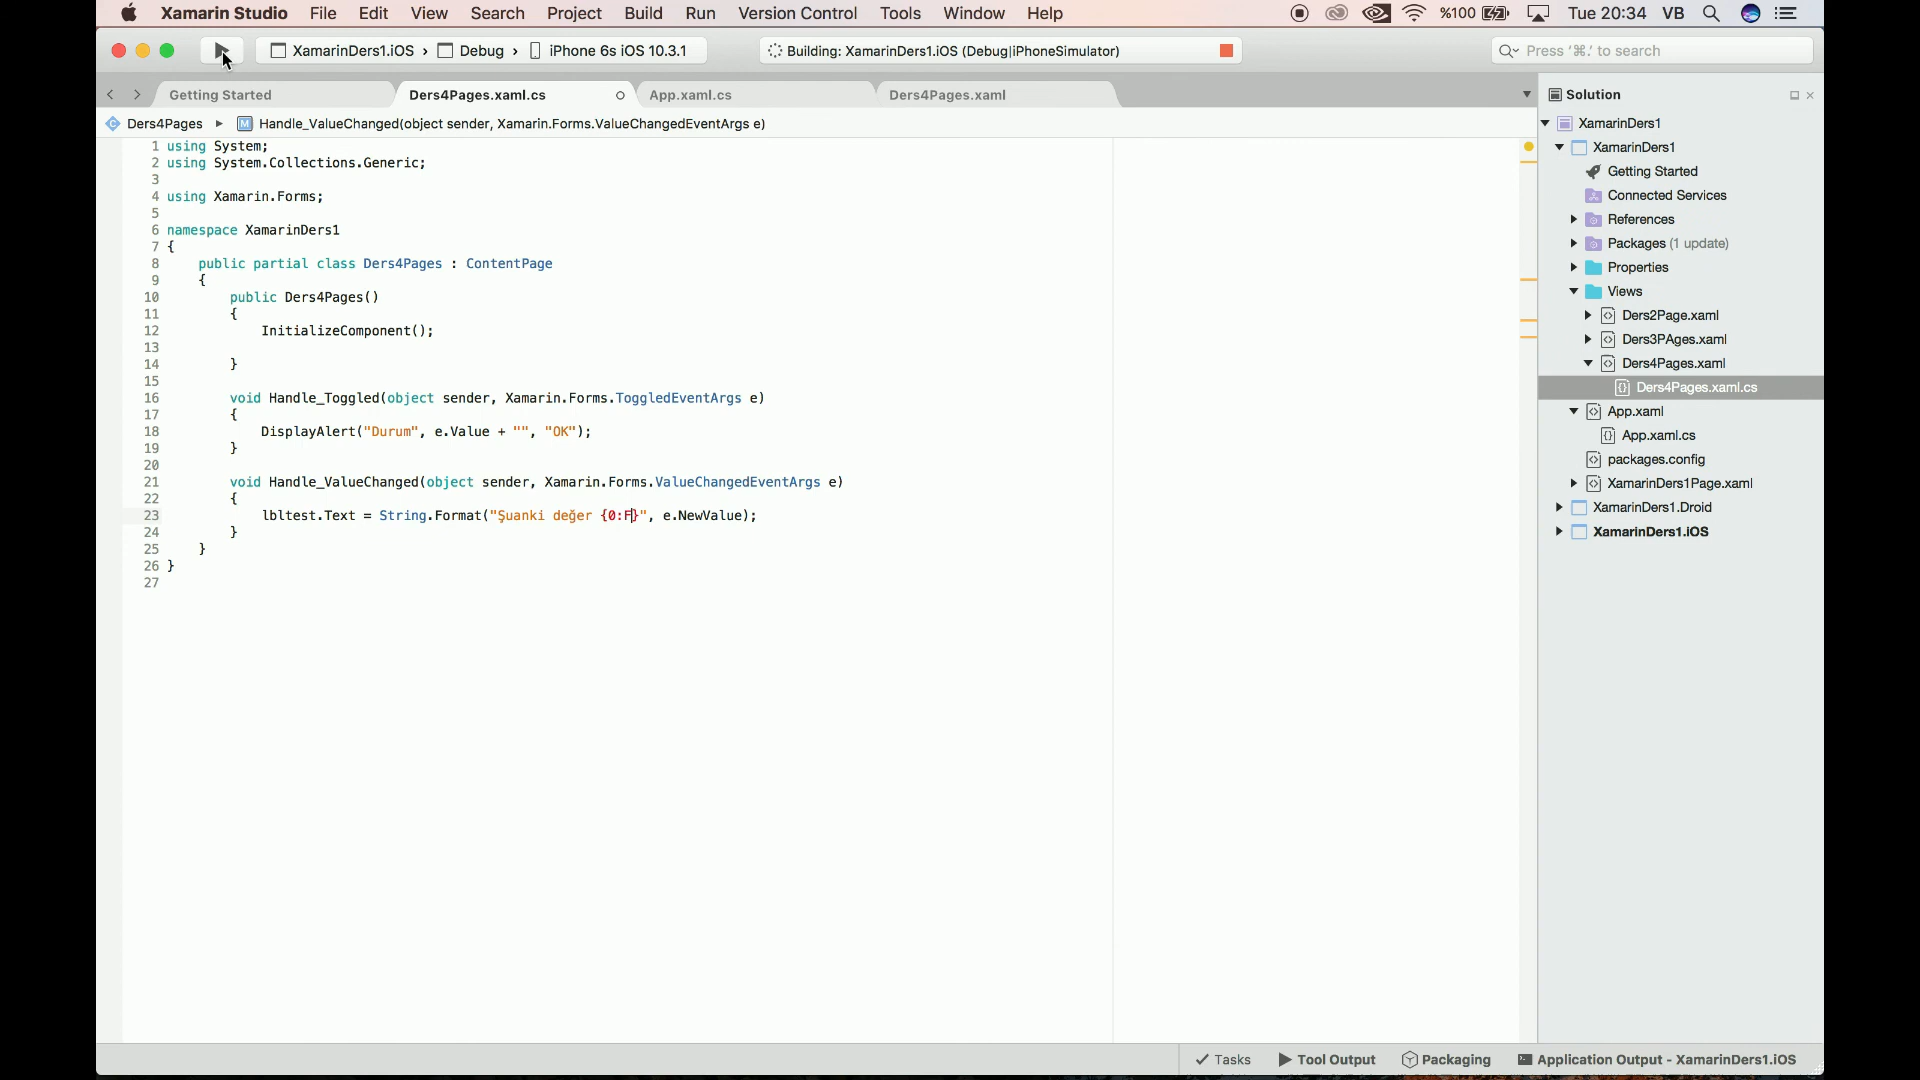 Xamarin Studio File Edit View Search Project Build Run Version Control Tools Window Help %100 Tue 20:34 VB
XamarinDers1.iOS › Debug › iPhone 6s iOS 10.3.1 Building: XamarinDers1.iOS (Debug|iPhoneSimulator) Press '⌘.' to search
Getting Started Ders4Pages.xaml.cs App.xaml.cs Ders4Pages.xaml
Ders4Pages Handle_ValueChanged(object sender, Xamarin.Forms.ValueChangedEventArgs e)
1 using System;
2 using System.Collections.Generic;
3
4 using Xamarin.Forms;
5
6 namespace XamarinDers1
7 {
8 public partial class Ders4Pages : ContentPage
9 {
10 public Ders4Pages()
11 {
12 InitializeComponent();
13
14 }
15
16 void Handle_Toggled(object sender, Xamarin.Forms.ToggledEventArgs e)
17 {
18 DisplayAlert("Durum", e.Value + "", "OK");
19 }
20
21 void Handle_ValueChanged(object sender, Xamarin.Forms.ValueChangedEventArgs e)
22 {
23 lbltest.Text = String.Format("Şuanki değer {0:F}", e.NewValue);
24 }
25 }
26 }
27
Solution
XamarinDers1
XamarinDers1
Getting Started
Connected Services
References
Packages (1 update)
Properties
Views
Ders2Page.xaml
Ders3PAges.xaml
Ders4Pages.xaml
Ders4Pages.xaml.cs
App.xaml
App.xaml.cs
packages.config
XamarinDers1Page.xaml
XamarinDers1.Droid
XamarinDers1.iOS
Tasks Tool Output Packaging Application Output - XamarinDers1.iOS